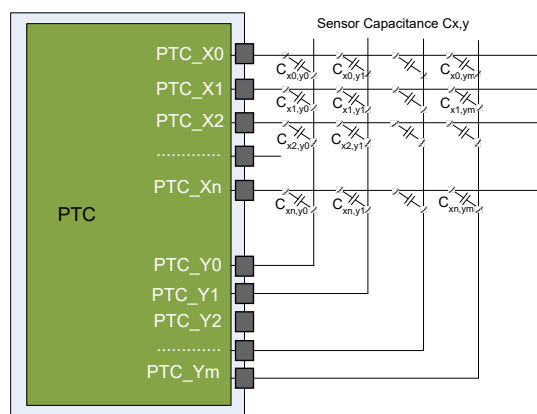 Sensor Capacitance Cx,y
PTC_X0
Cx0,y0 Cx0,y1 Cx0,ym
PTC_X1
Cx1,y0 Cx1,y1 Cx1,ym
PTC_X2
Cx2,y0 Cx2,y1
.............
PTC_Xn
Cxn,y0 Cxn,y1 Cxn,ym
PTC
PTC_Y0
PTC_Y1
PTC_Y2
.............
PTC_Ym